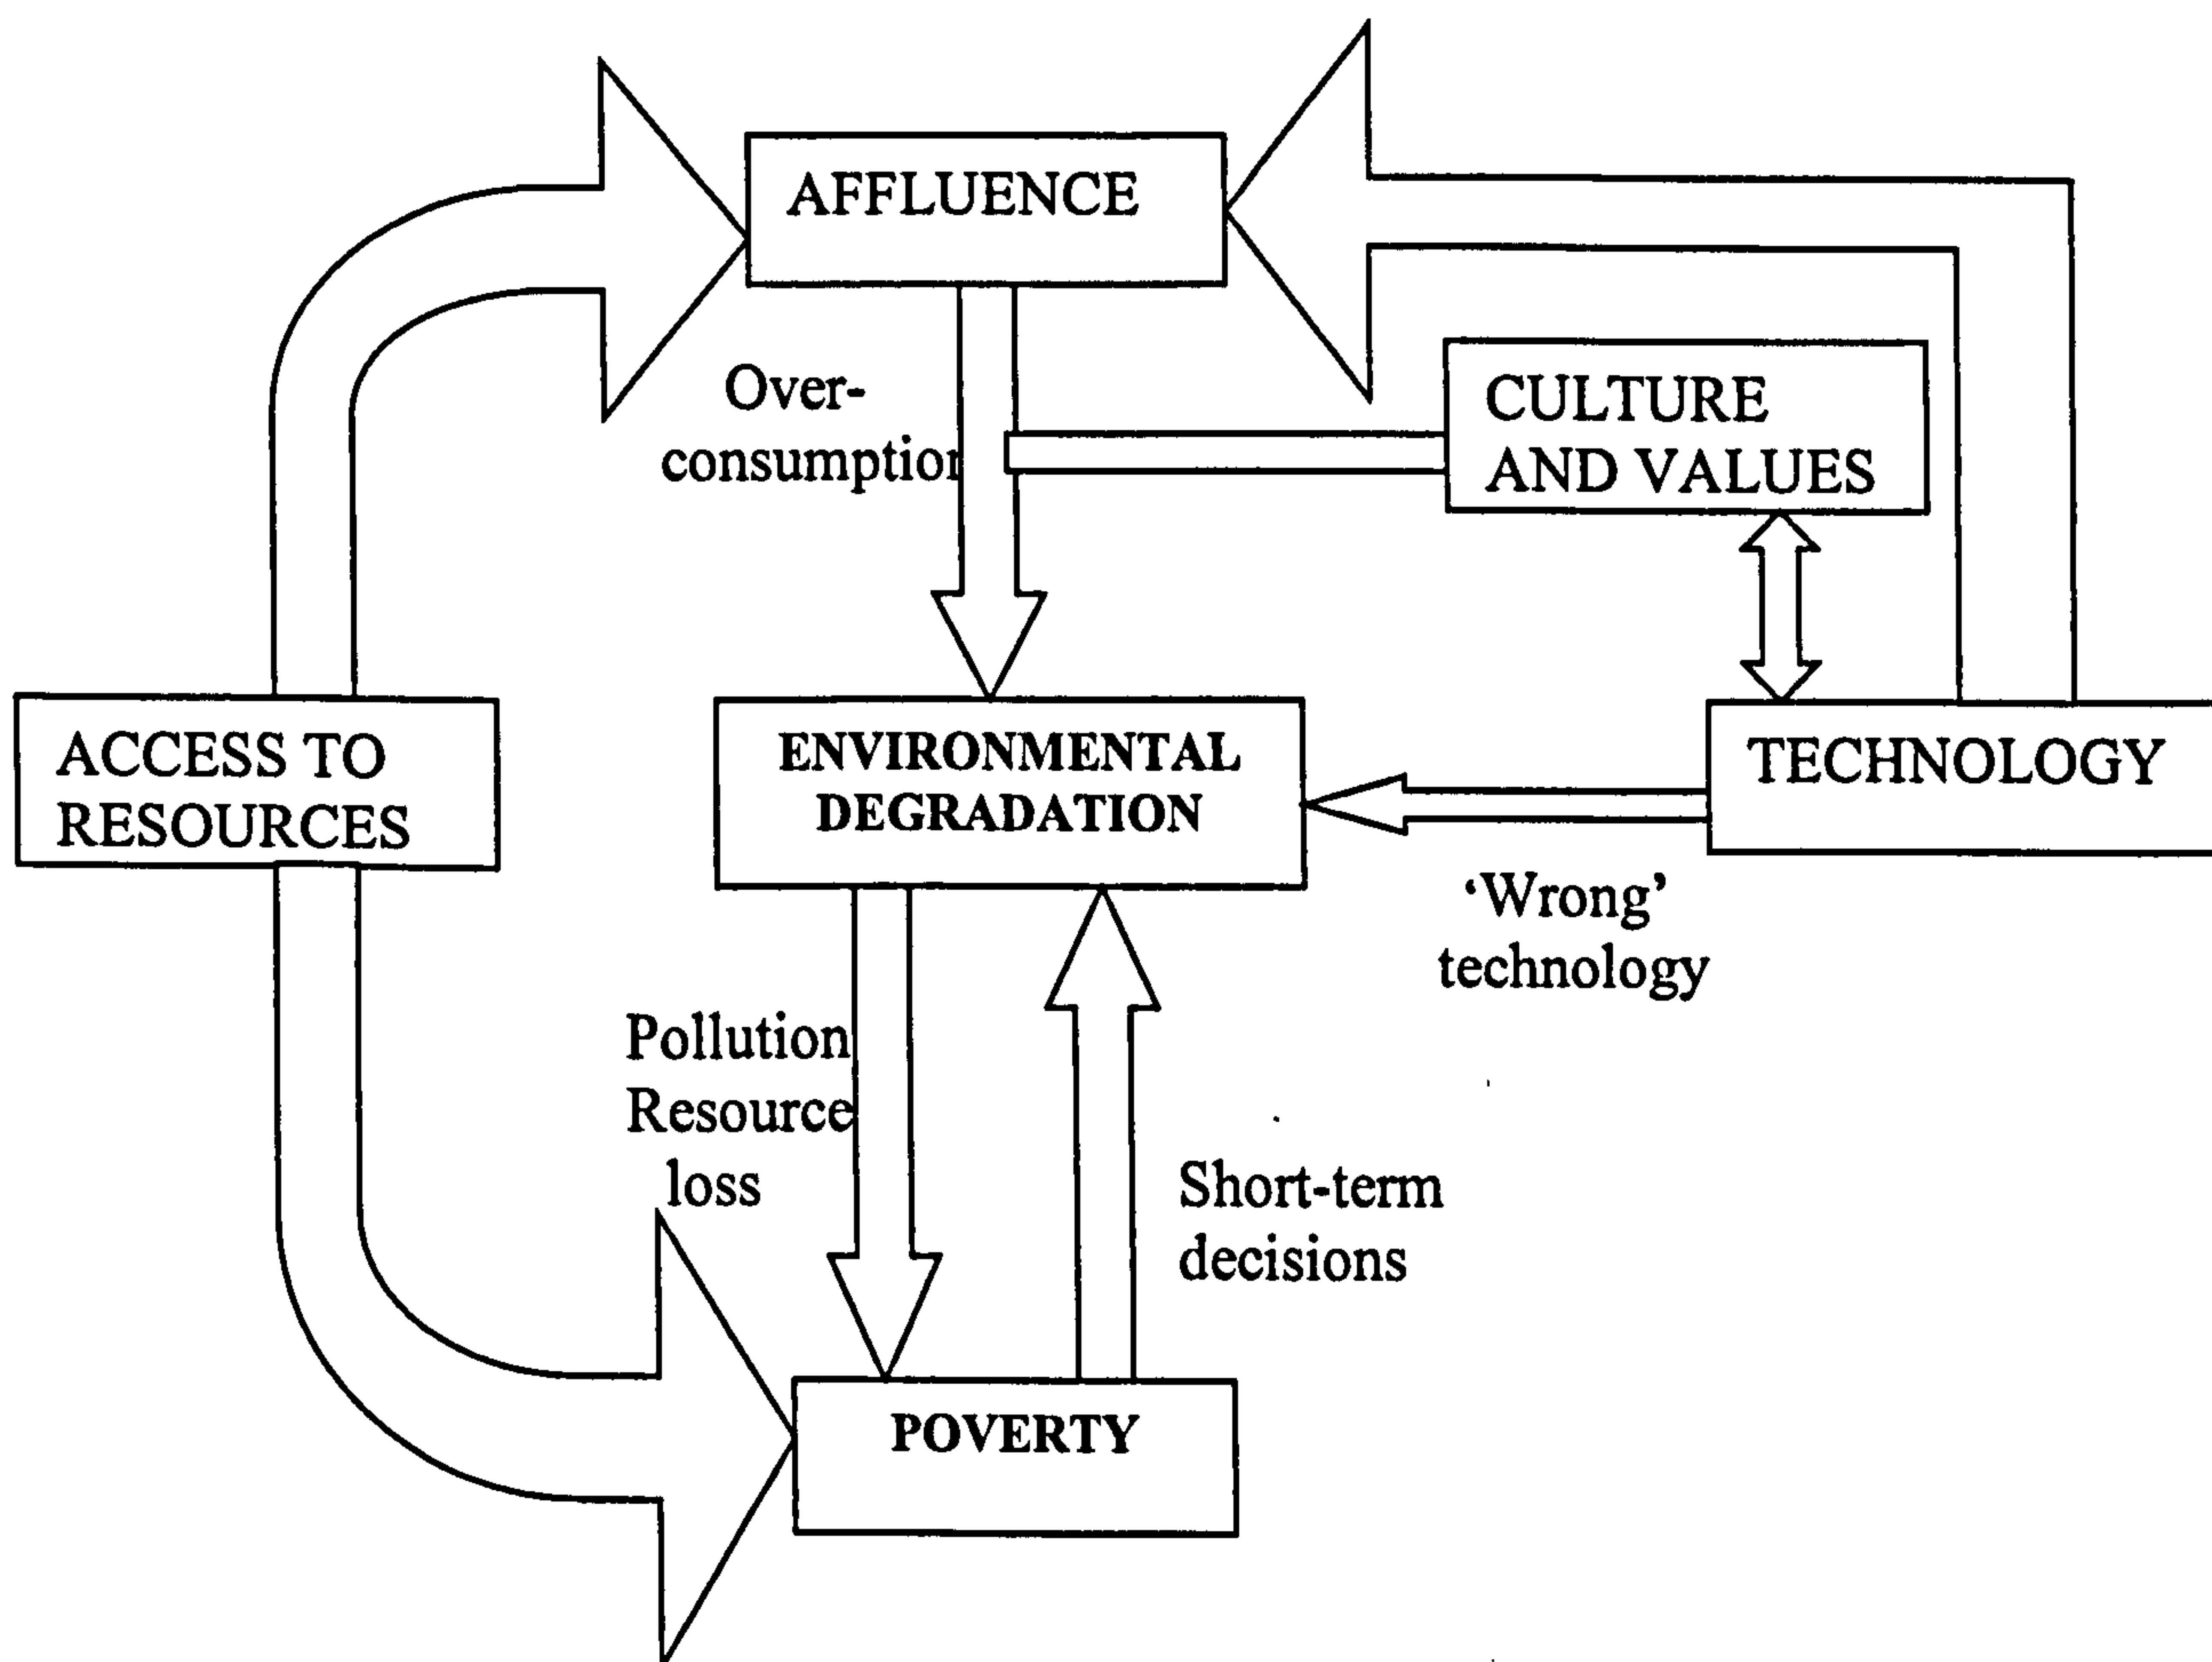 AFFLUENCE
Over-
consumption
CULTURE
AND VALUES
ACCESS TO
RESOURCES
ENVIRONMENTAL
DEGRADATION
TECHNOLOGY
‘Wrong’
technology
Pollution
Resource
loss
Short-term
decisions
POVERTY